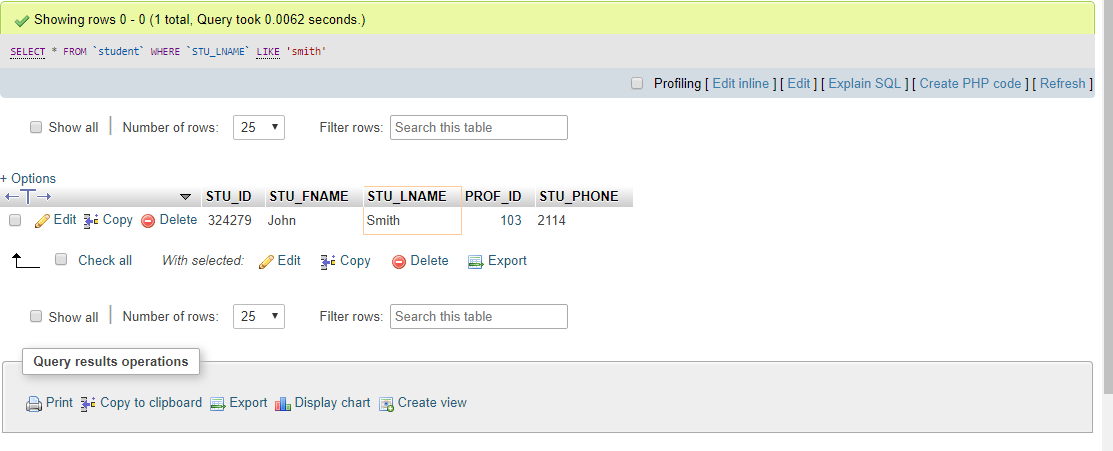 Showing rows 0 - 0 (1 total, Query took 0.0062 seconds.)
SELECT * FROM `student` WHERE `STU_LNAME` LIKE 'smith'
Profiling [ Edit inline ] [ Edit ] [ Explain SQL ] [ Create PHP code ] [ Refresh ]
Show all | Number of rows: 25 Filter rows: Search this table
+ Options
←T→ STU_ID STU_FNAME STU_LNAME PROF_ID STU_PHONE
Edit Copy Delete 324279 John Smith 103 2114
Check all With selected: Edit Copy Delete Export
Show all | Number of rows: 25 Filter rows: Search this table
Query results operations
Print Copy to clipboard Export Display chart Create view